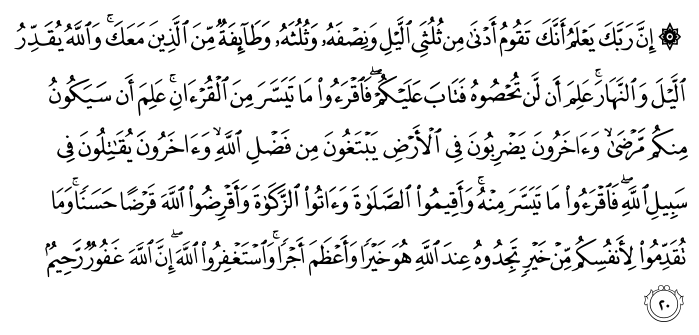 ۞ إِنَّ رَبَّكَ يَعْلَمُ أَنَّكَ تَقُومُ أَدْنَىٰ مِن ثُلُثَىِ ٱلَّيْلِ وَنِصْفَهُۥ وَثُلُثَهُۥ وَطَآئِفَةٌ مِّنَ ٱلَّذِينَ مَعَكَ ۚ وَٱللَّهُ يُقَدِّرُ
ٱلَّيْلَ وَٱلنَّهَارَ ۚ عَلِمَ أَن لَّن تُحْصُوهُ فَتَابَ عَلَيْكُمْ ۖ فَٱقْرَءُوا۟ مَا تَيَسَّرَ مِنَ ٱلْقُرْءَانِ ۚ عَلِمَ أَن سَيَكُونُ
مِنكُم مَّرْضَىٰ ۙ وَءَاخَرُونَ يَضْرِبُونَ فِى ٱلْأَرْضِ يَبْتَغُونَ مِن فَضْلِ ٱللَّهِ ۙ وَءَاخَرُونَ يُقَٰتِلُونَ فِى
سَبِيلِ ٱللَّهِ ۖ فَٱقْرَءُوا۟ مَا تَيَسَّرَ مِنْهُ ۚ وَأَقِيمُوا۟ ٱلصَّلَوٰةَ وَءَاتُوا۟ ٱلزَّكَوٰةَ وَأَقْرِضُوا۟ ٱللَّهَ قَرْضًا حَسَنًا ۚ وَمَا
تُقَدِّمُوا۟ لِأَنفُسِكُم مِّنْ خَيْرٍ تَجِدُوهُ عِندَ ٱللَّهِ هُوَ خَيْرًا وَأَعْظَمَ أَجْرًا ۚ وَٱسْتَغْفِرُوا۟ ٱللَّهَ ۖ إِنَّ ٱللَّهَ غَفُورٌ رَّحِيمٌۢ
٢٠